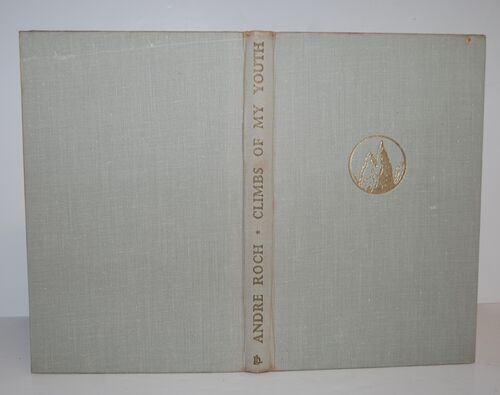 ANDRE ROCH * CLIMBS OF MY YOUTH